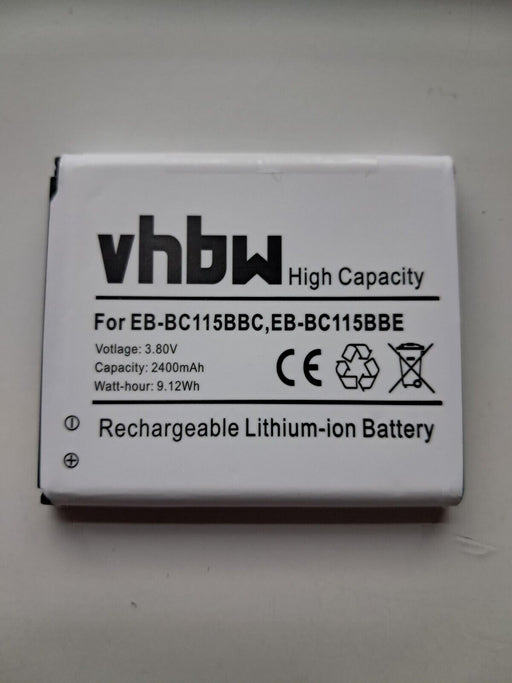 vhbw High Capacity
For EB-BC115BBC,EB-BC115BBE
Votlage: 3.80V
Capacity: 2400mAh
Watt-hour: 9.12Wh
CE
Rechargeable Lithium-ion Battery